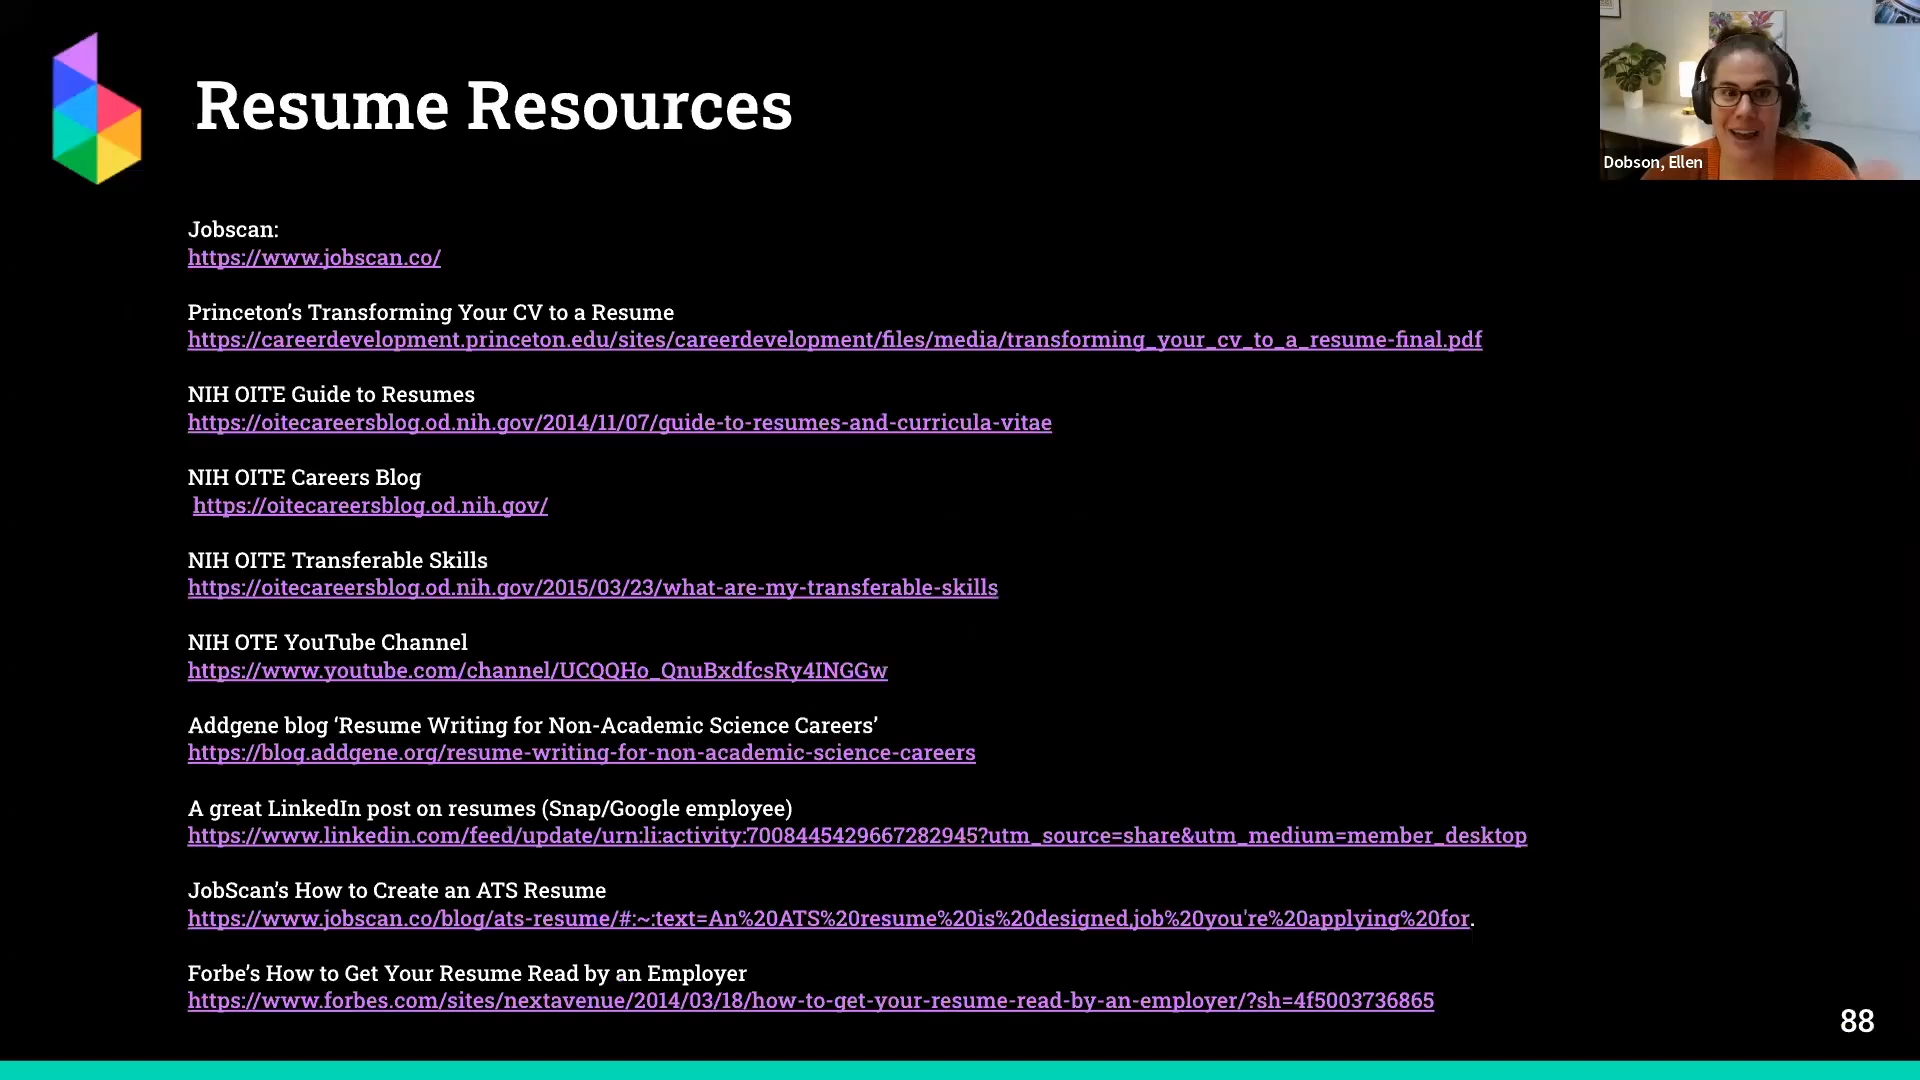 Resume Resources
Dobson, Ellen
Jobscan:
https://www.jobscan.co/
Princeton's Transforming Your CV to a Resume
https://careerdevelopment.princeton.edu/sites/careerdevelopment/files/media/transforming_your_cv_to_a_resume-final.pdf
NIH OITE Guide to Resumes
https://oitecareersblog.od.nih.gov/2014/11/07/guide-to-resumes-and-curricula-vitae
NIH OITE Careers Blog
https://oitecareersblog.od.nih.gov/
NIH OITE Transferable Skills
https://oitecareersblog.od.nih.gov/2015/03/23/what-are-my-transferable-skills
NIH OTE YouTube Channel
https://www.youtube.com/channel/UCQQHo_QnuBxdfcsRy4INGGw
Addgene blog ‘Resume Writing for Non-Academic Science Careers’
https://blog.addgene.org/resume-writing-for-non-academic-science-careers
A great LinkedIn post on resumes (Snap/Google employee)
https://www.linkedin.com/feed/update/urn:li:activity:7008445429667282945?utm_source=share&utm_medium=member_desktop
JobScan's How to Create an ATS Resume
https://www.jobscan.co/blog/ats-resume/#:~:text=An%20ATS%20resume%20is%20designed,job%20you're%20applying%20for.
Forbe's How to Get Your Resume Read by an Employer
https://www.forbes.com/sites/nextavenue/2014/03/18/how-to-get-your-resume-read-by-an-employer/?sh=4f5003736865
88